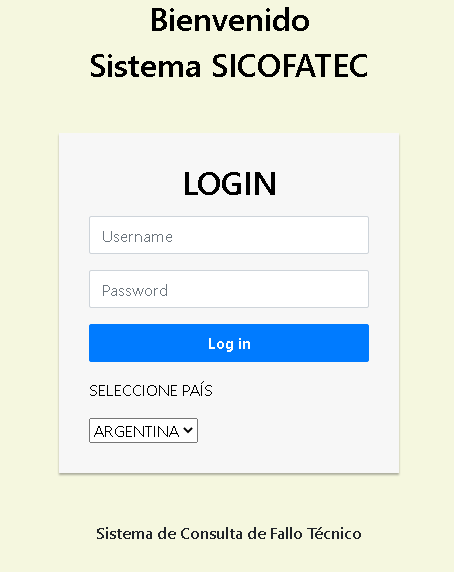 Bienvenido
Sistema SICOFATEC
LOGIN
Username
Password
Log in
SELECCIONE PAÍS
ARGENTINA
Sistema de Consulta de Fallo Técnico